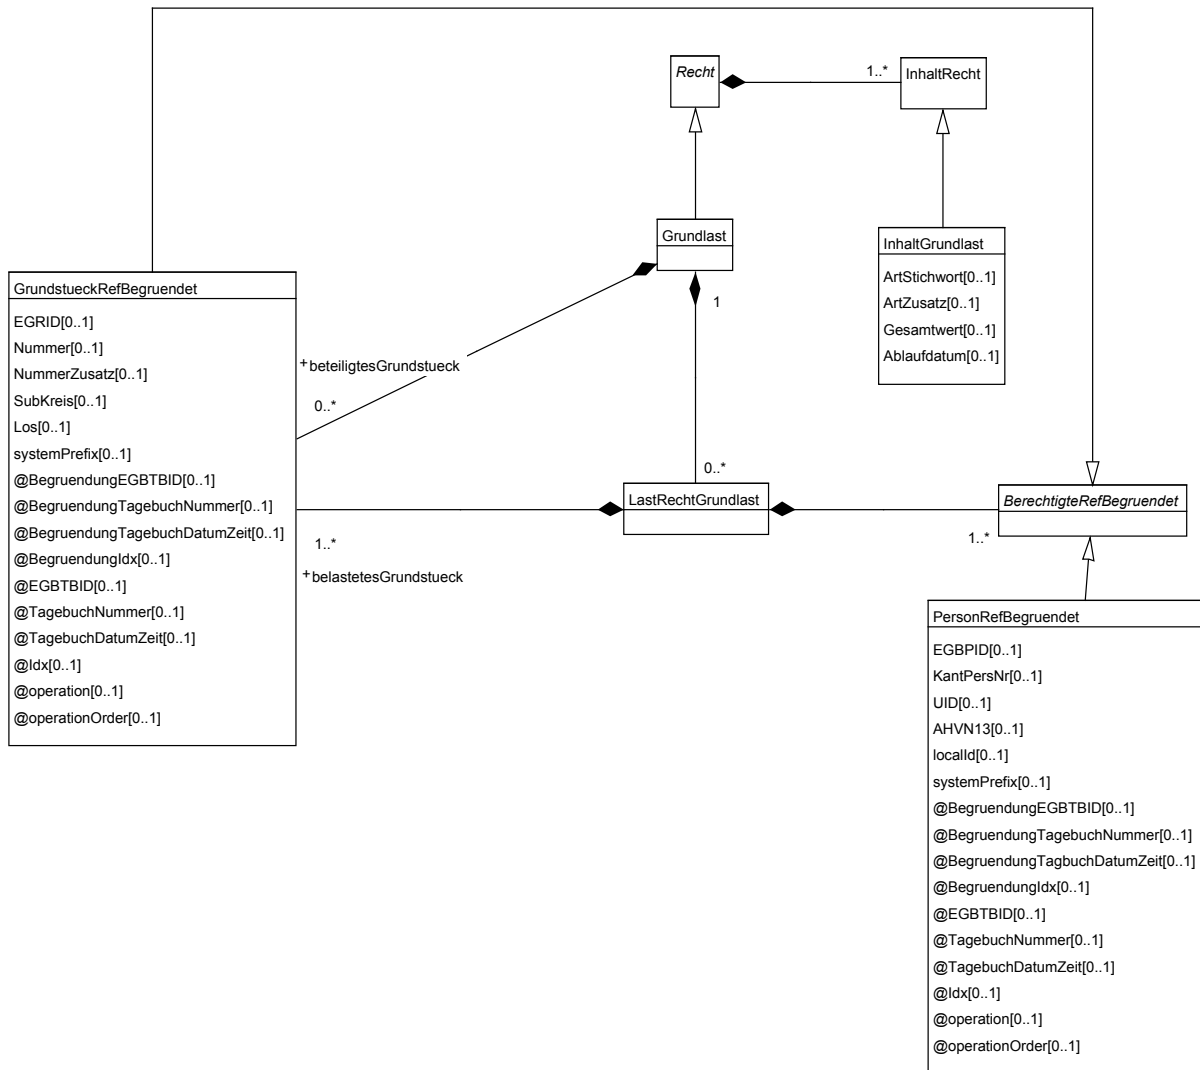 Recht
1..*
InhaltRecht
Grundlast
1
InhaltGrundlast
ArtStichwort[0..1]
ArtZusatz[0..1]
Gesamtwert[0..1]
Ablaufdatum[0..1]
GrundstueckRefBegruendet
EGRID[0..1]
Nummer[0..1]
NummerZusatz[0..1]
SubKreis[0..1]
Los[0..1]
systemPrefix[0..1]
@BegruendungEGBTBID[0..1]
@BegruendungTagebuchNummer[0..1]
@BegruendungTagebuchDatumZeit[0..1]
@BegruendungIdx[0..1]
@EGBTBID[0..1]
@TagebuchNummer[0..1]
@TagebuchDatumZeit[0..1]
@Idx[0..1]
@operation[0..1]
@operationOrder[0..1]
+beteiligtesGrundstueck
0..*
0..*
LastRechtGrundlast
1..*
+belastetesGrundstueck
BerechtigteRefBegruendet
1..*
PersonRefBegruendet
EGBPID[0..1]
KantPersNr[0..1]
UID[0..1]
AHVN13[0..1]
localId[0..1]
systemPrefix[0..1]
@BegruendungEGBTBID[0..1]
@BegruendungTagebuchNummer[0..1]
@BegruendungTagbuchDatumZeit[0..1]
@BegruendungIdx[0..1]
@EGBTBID[0..1]
@TagebuchNummer[0..1]
@TagebuchDatumZeit[0..1]
@Idx[0..1]
@operation[0..1]
@operationOrder[0..1]